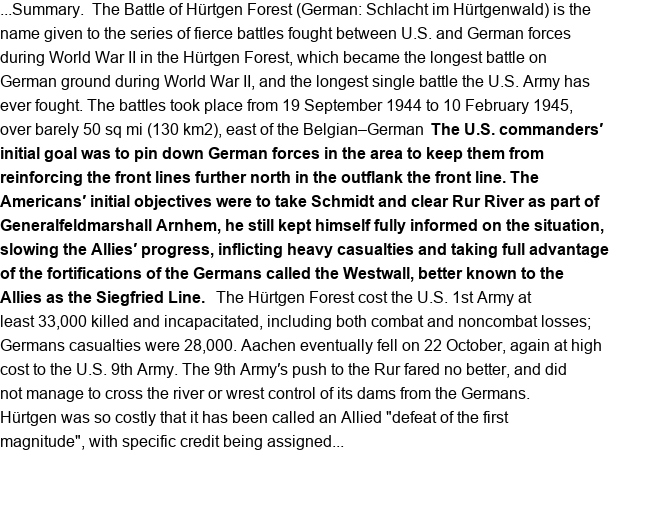 ...Summary.  The Battle of Hürtgen Forest (German: Schlacht im Hürtgenwald) is the
name given to the series of fierce battles fought between U.S. and German forces
during World War II in the Hürtgen Forest, which became the longest battle on
German ground during World War II, and the longest single battle the U.S. Army has
ever fought. The battles took place from 19 September 1944 to 10 February 1945,
over barely 50 sq mi (130 km2), east of the Belgian–German  The U.S. commanders′
initial goal was to pin down German forces in the area to keep them from
reinforcing the front lines further north in the outflank the front line. The
Americans′ initial objectives were to take Schmidt and clear Rur River as part of
Generalfeldmarshall Arnhem, he still kept himself fully informed on the situation,
slowing the Allies′ progress, inflicting heavy casualties and taking full advantage
of the fortifications of the Germans called the Westwall, better known to the
Allies as the Siegfried Line.   The Hürtgen Forest cost the U.S. 1st Army at
least 33,000 killed and incapacitated, including both combat and noncombat losses;
Germans casualties were 28,000. Aachen eventually fell on 22 October, again at high
cost to the U.S. 9th Army. The 9th Army′s push to the Rur fared no better, and did
not manage to cross the river or wrest control of its dams from the Germans.
Hürtgen was so costly that it has been called an Allied "defeat of the first
magnitude", with specific credit being assigned...